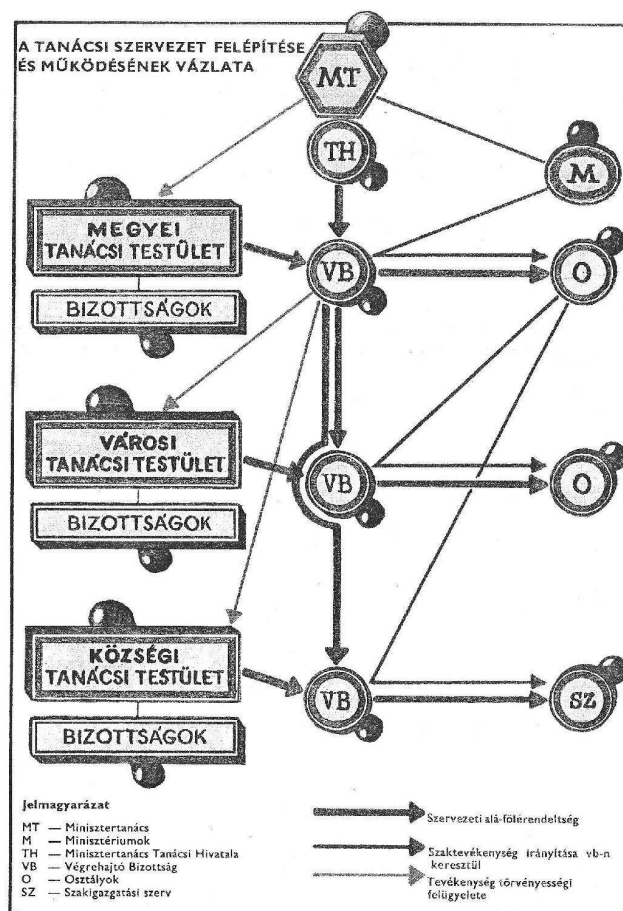 A TANÁCSI SZERVEZET FELÉPÍTÉSE
ÉS MŰKÖDÉSÉNEK VÁZLATA
MT
TH
M
MEGYEI
TANÁCSI TESTÜLET
VB
O
BIZOTTSÁGOK
VÁROSI
TANÁCSI TESTÜLET
VB
O
BIZOTTSÁGOK
KÖZSÉGI
TANÁCSI TESTÜLET
VB
SZ
BIZOTTSÁGOK
Jelmagyarázat
MT — Minisztertanács
M — Minisztériumok
TH — Minisztertanács Tanácsi Hivatala
VB — Végrehajtó Bizottság
O — Osztályok
SZ — Szakigazgatási szerv
Szervezeti alá-fölérendeltség
Szaktevékenység irányítása vb-n
keresztül
Tevékenység törvényességi
felügyelete